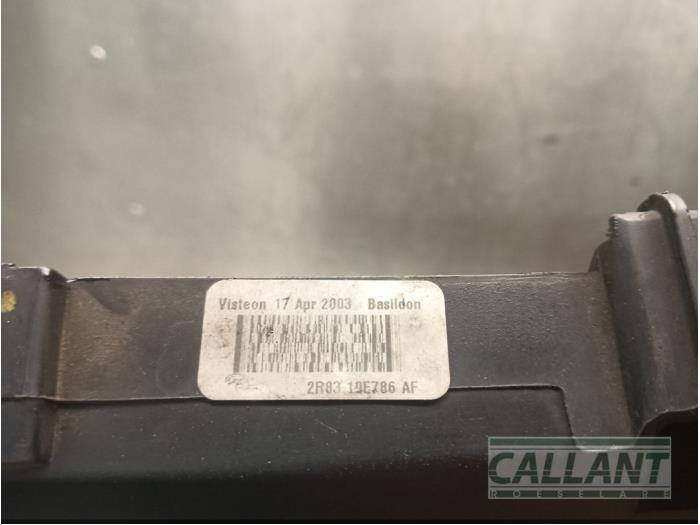 Visteon 17 Apr 2003 Basildon
2R83 19E786 AF
CALLANT
ROESELARE